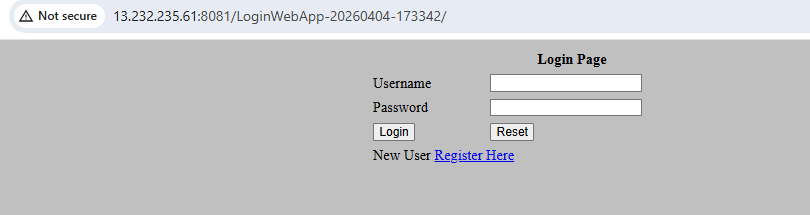 Not secure 13.232.235.61:8081/LoginWebApp-20260404-173342/
Login Page
Username
Password
Login Reset
New User Register Here